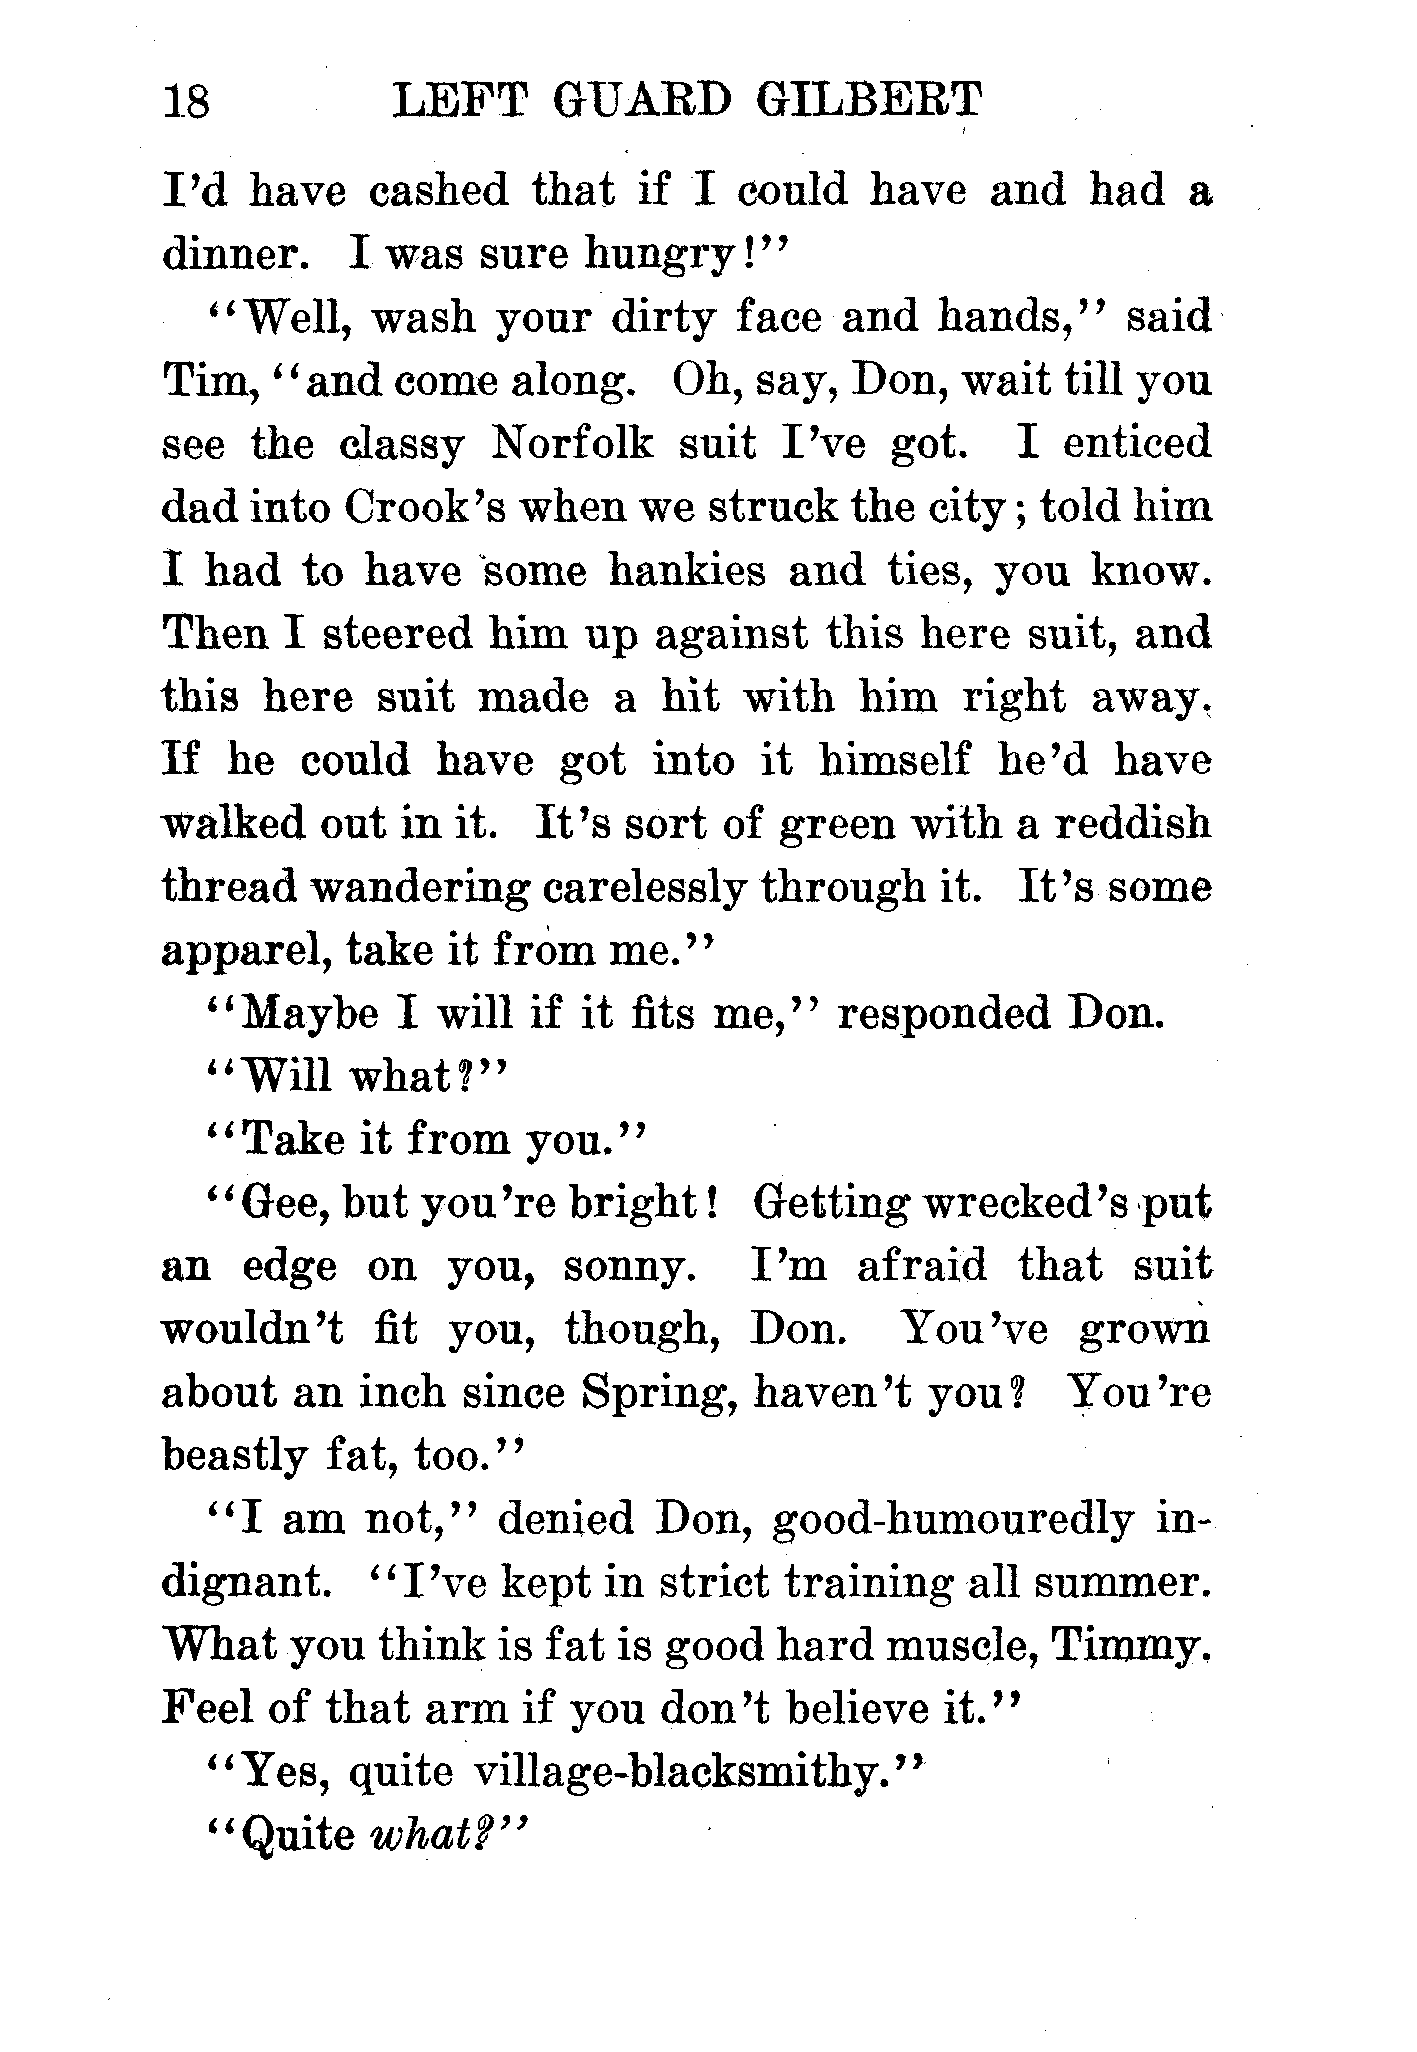 18 LEFT GUARD GILBERT
I'd have cashed that if I could have and had a
dinner. I was sure hungry!"
"Well, wash your dirty face and hands," said
Tim, "and come along. Oh, say, Don, wait till you
see the classy Norfolk suit I've got. I enticed
dad into Crook's when we struck the city; told him
I had to have some hankies and ties, you know.
Then I steered him up against this here suit, and
this here suit made a hit with him right away.
If he could have got into it himself he'd have
walked out in it. It's sort of green with a reddish
thread wandering carelessly through it. It's some
apparel, take it from me."
"Maybe I will if it fits me," responded Don.
"Will what?"
"Take it from you."
"Gee, but you're bright! Getting wrecked's put
an edge on you, sonny. I'm afraid that suit
wouldn't fit you, though, Don. You've grown
about an inch since Spring, haven't you? You're
beastly fat, too."
"I am not," denied Don, good-humouredly in-
dignant. "I've kept in strict training all summer.
What you think is fat is good hard muscle, Timmy.
Feel of that arm if you don't believe it."
"Yes, quite village-blacksmithy."
"Quite what?"